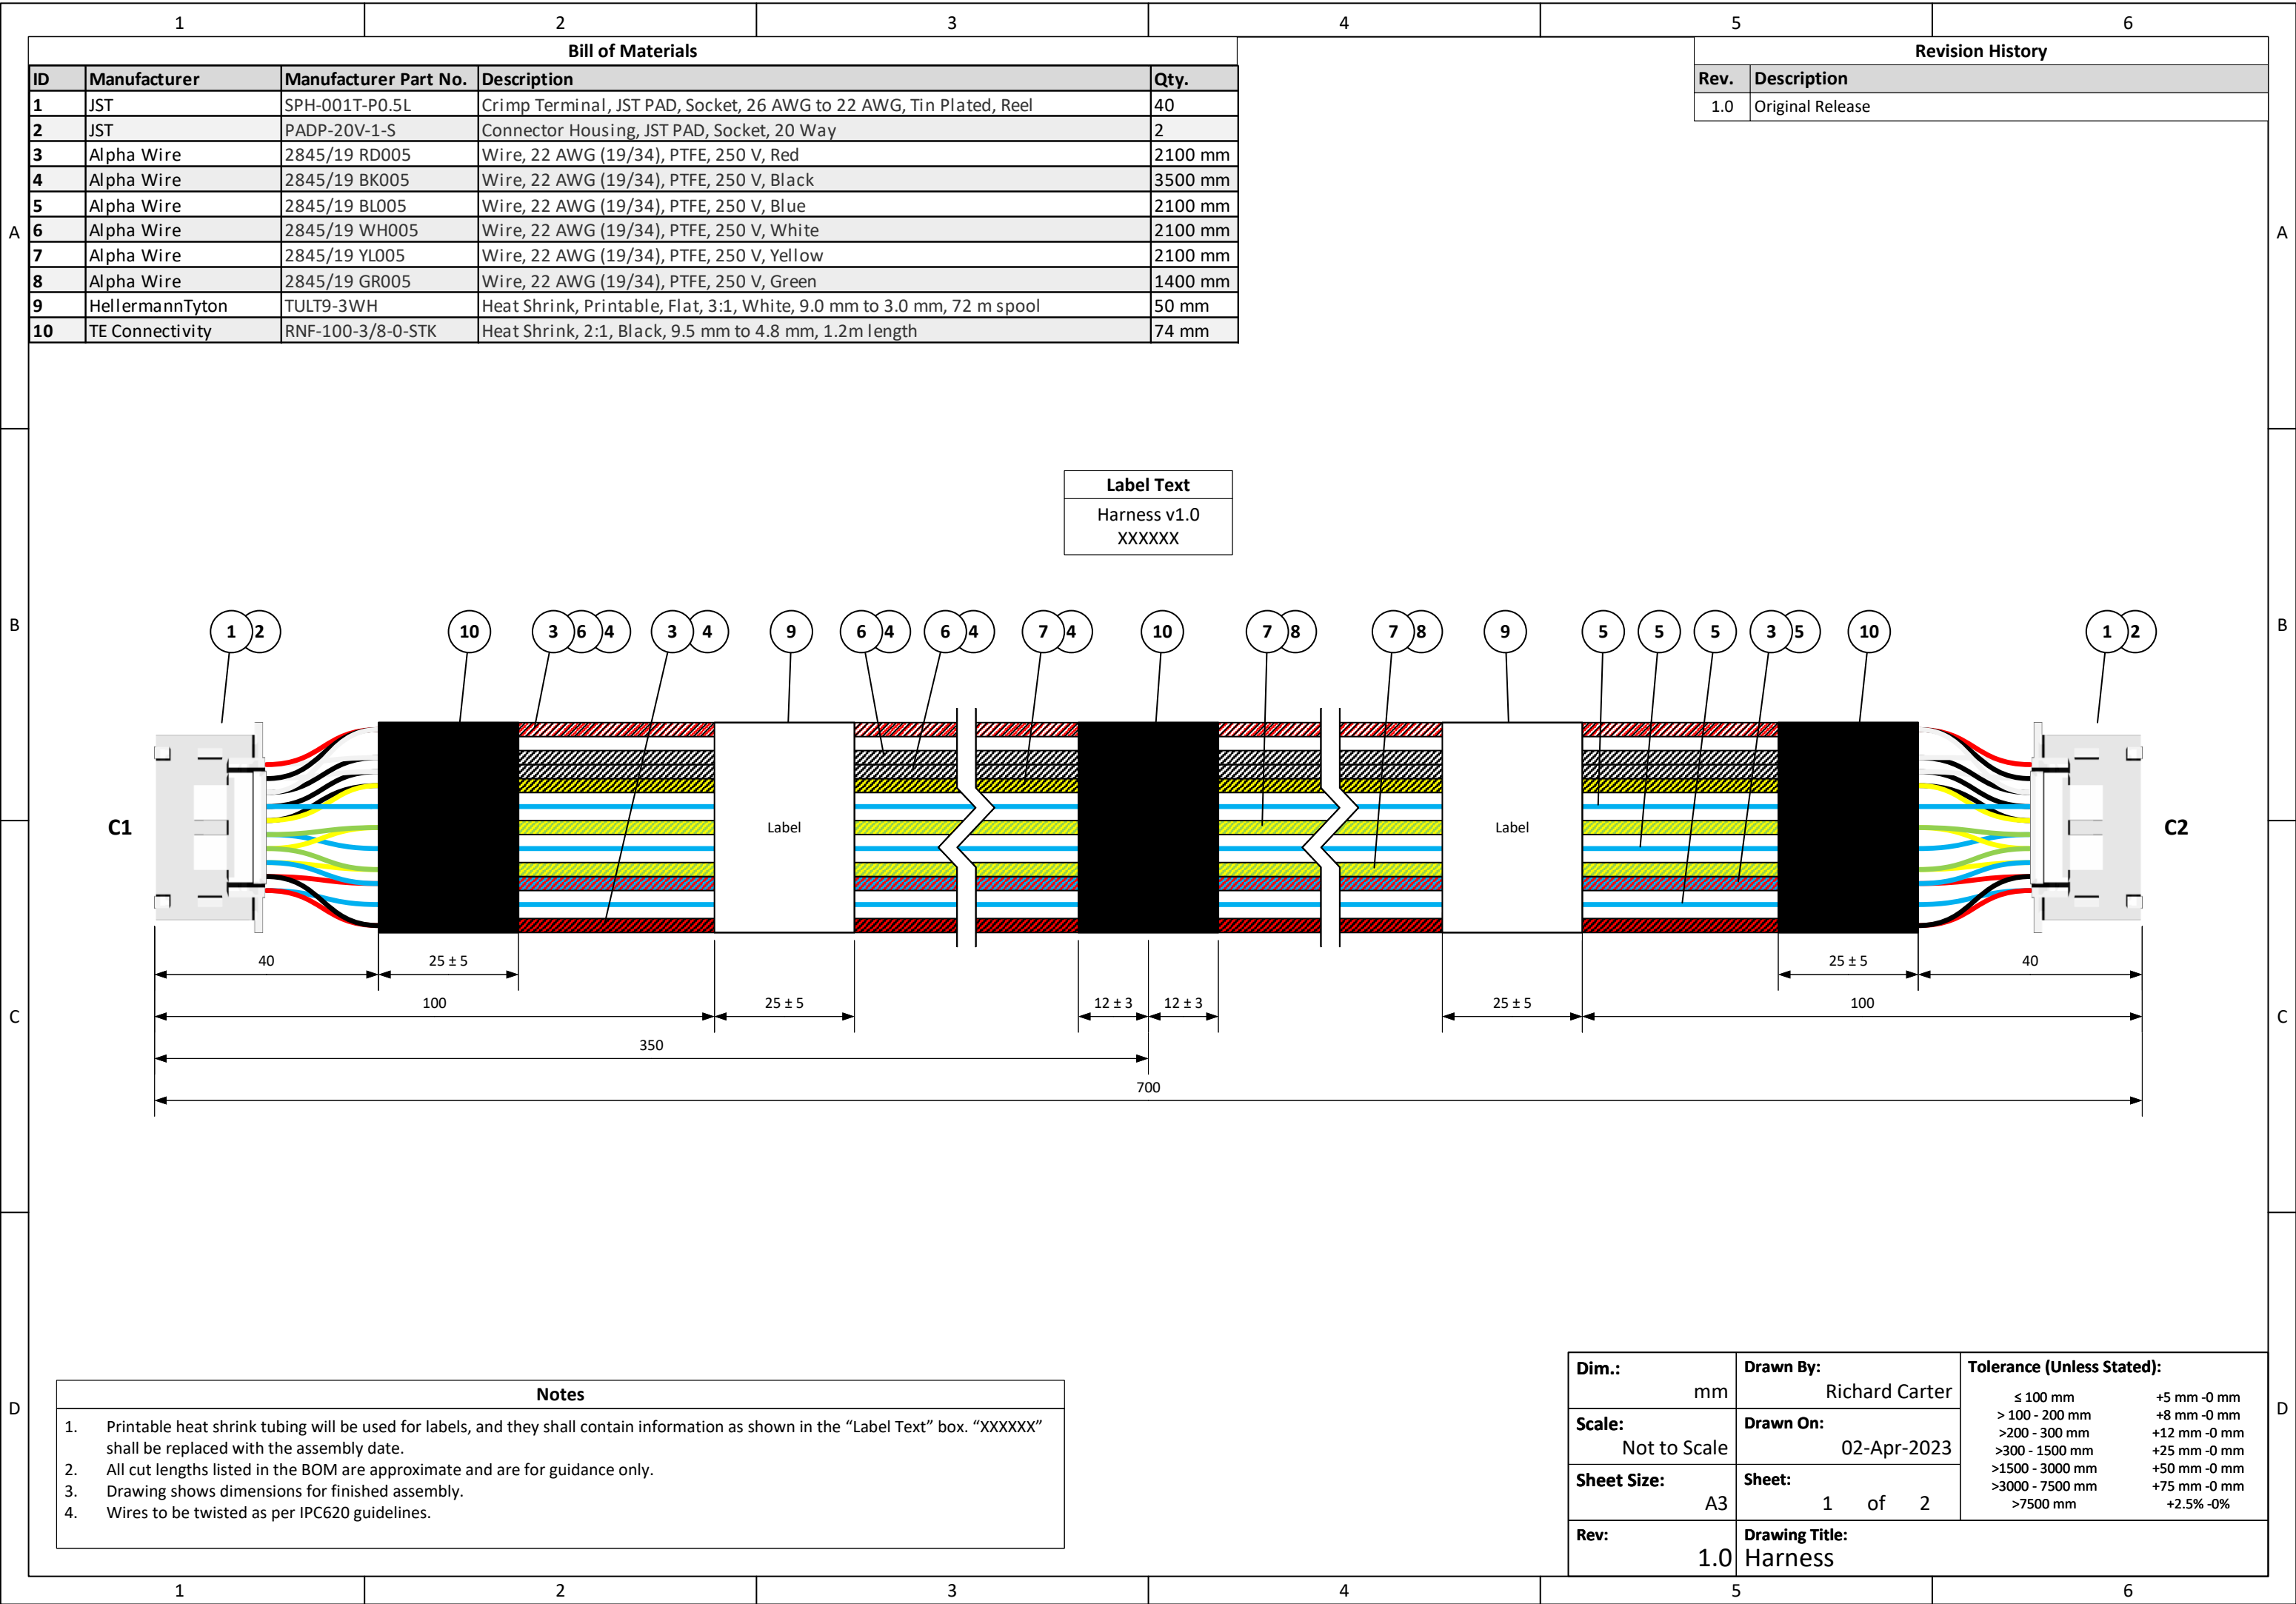 1 2 3 4 5 6
Bill of Materials
ID Manufacturer Manufacturer Part No. Description Qty.
1 JST SPH-001T-P0.5L Crimp Terminal, JST PAD, Socket, 26 AWG to 22 AWG, Tin Plated, Reel 40
2 JST PADP-20V-1-S Connector Housing, JST PAD, Socket, 20 Way 2
3 Alpha Wire 2845/19 RD005 Wire, 22 AWG (19/34), PTFE, 250 V, Red 2100 mm
4 Alpha Wire 2845/19 BK005 Wire, 22 AWG (19/34), PTFE, 250 V, Black 3500 mm
5 Alpha Wire 2845/19 BL005 Wire, 22 AWG (19/34), PTFE, 250 V, Blue 2100 mm
6 Alpha Wire 2845/19 WH005 Wire, 22 AWG (19/34), PTFE, 250 V, White 2100 mm
7 Alpha Wire 2845/19 YL005 Wire, 22 AWG (19/34), PTFE, 250 V, Yellow 2100 mm
8 Alpha Wire 2845/19 GR005 Wire, 22 AWG (19/34), PTFE, 250 V, Green 1400 mm
9 HellermannTyton TULT9-3WH Heat Shrink, Printable, Flat, 3:1, White, 9.0 mm to 3.0 mm, 72 m spool 50 mm
10 TE Connectivity RNF-100-3/8-0-STK Heat Shrink, 2:1, Black, 9.5 mm to 4.8 mm, 1.2m length 74 mm
Revision History
Rev. Description
1.0 Original Release
A A
Label Text
Harness v1.0
XXXXXX
B B
1 2 10 3 6 4 3 4 9 6 4 6 4 7 4 10 7 8 7 8 9 5 5 5 3 5 10 1 2
C1 Label Label C2
40 25 ± 5 25 ± 5 40
100 25 ± 5 12 ± 3 12 ± 3 25 ± 5 100
C C
350
700
D D
Notes
1. Printable heat shrink tubing will be used for labels, and they shall contain information as shown in the “Label Text” box. “XXXXXX”
shall be replaced with the assembly date.
2. All cut lengths listed in the BOM are approximate and are for guidance only.
3. Drawing shows dimensions for finished assembly.
4. Wires to be twisted as per IPC620 guidelines.
Dim.: mm
Drawn By: Richard Carter
Scale: Not to Scale
Drawn On: 02-Apr-2023
Sheet Size: A3
Sheet: 1 of 2
Rev: 1.0
Drawing Title: Harness
Tolerance (Unless Stated):
≤ 100 mm +5 mm -0 mm
> 100 - 200 mm +8 mm -0 mm
>200 - 300 mm +12 mm -0 mm
>300 - 1500 mm +25 mm -0 mm
>1500 - 3000 mm +50 mm -0 mm
>3000 - 7500 mm +75 mm -0 mm
>7500 mm +2.5% -0%
1 2 3 4 5 6